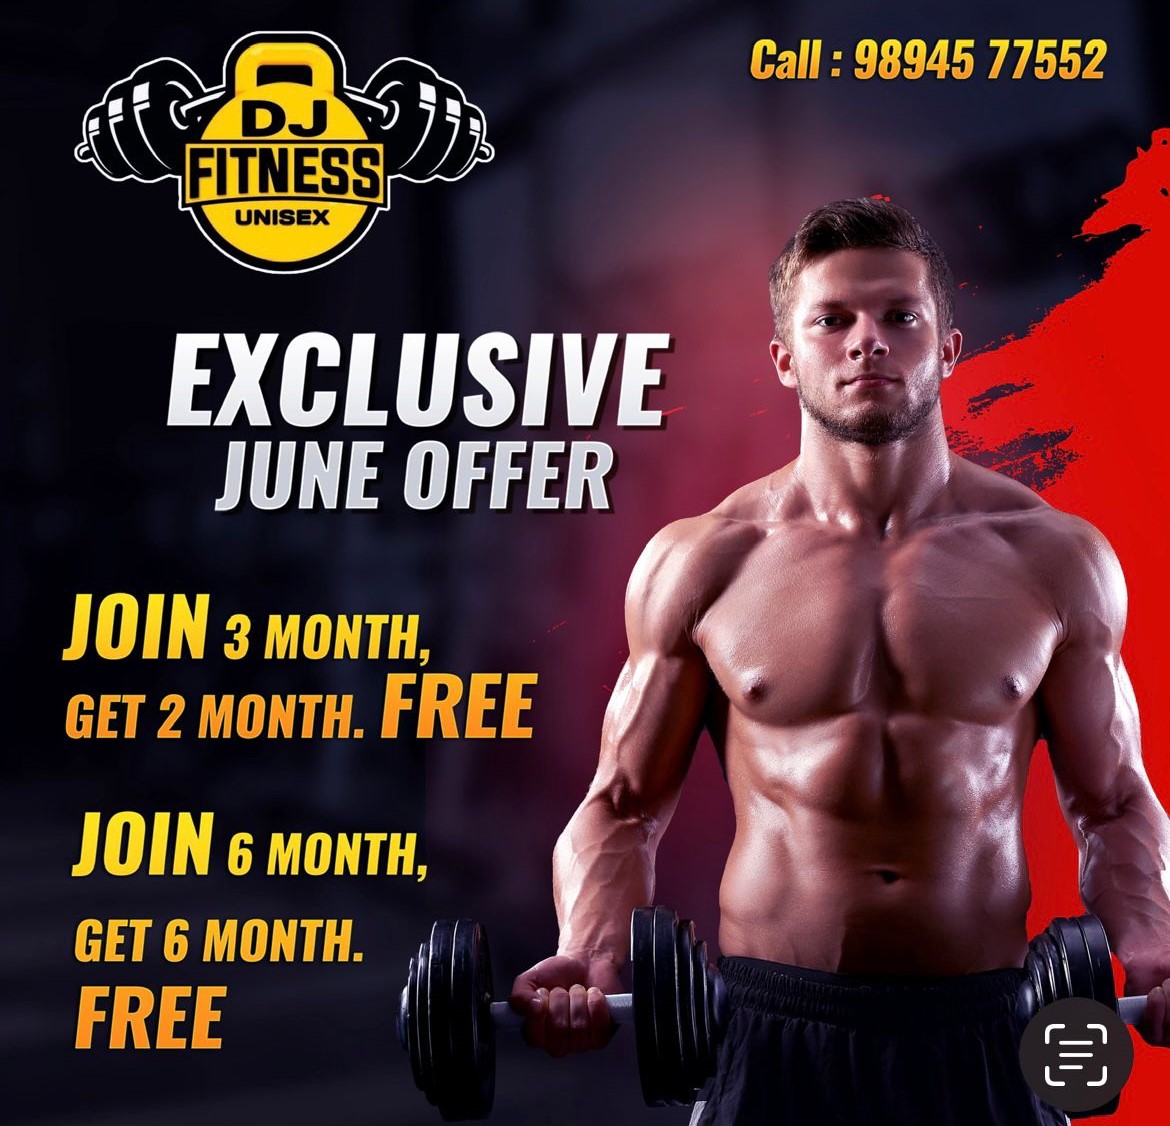 DJ
FITNESS
UNISEX
Call : 98945 77552
EXCLUSIVE
JUNE OFFER
JOIN 3 MONTH,
GET 2 MONTH. FREE
JOIN 6 MONTH,
GET 6 MONTH.
FREE